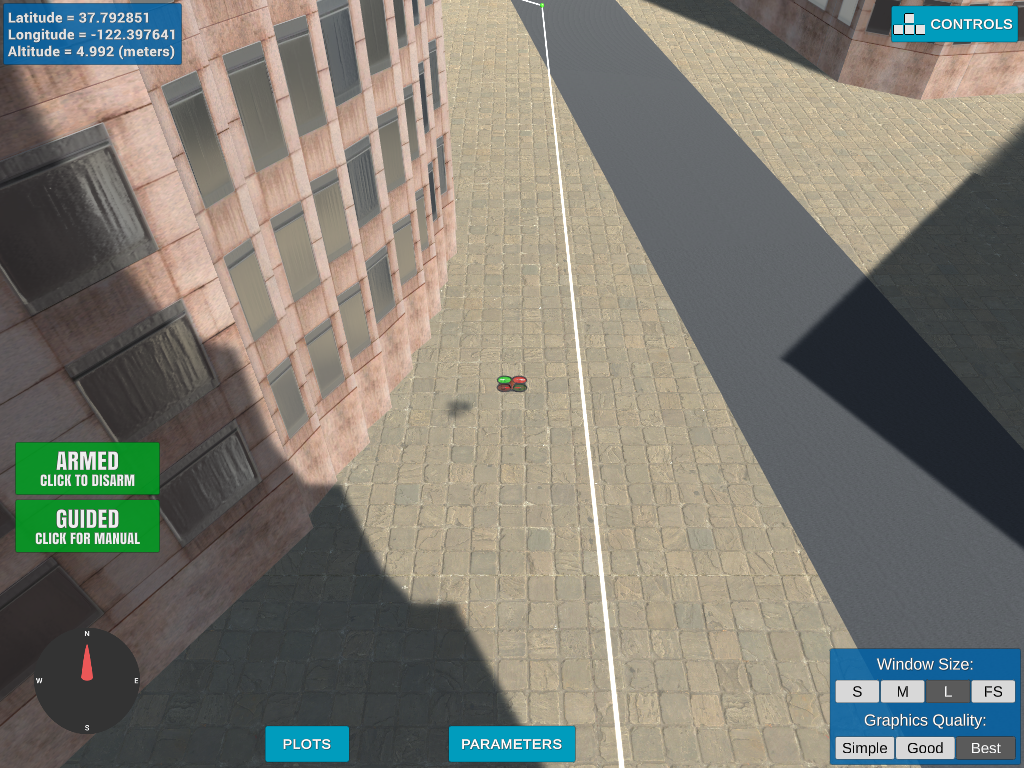 Latitude = 37.792851
Longitude = -122.397641
Altitude = 4.992 (meters)
CONTROLS
ARMED
CLICK TO DISARM
GUIDED
CLICK FOR MANUAL
N
W
E
S
PLOTS
PARAMETERS
Window Size:
S M L FS
Graphics Quality:
Simple Good Best